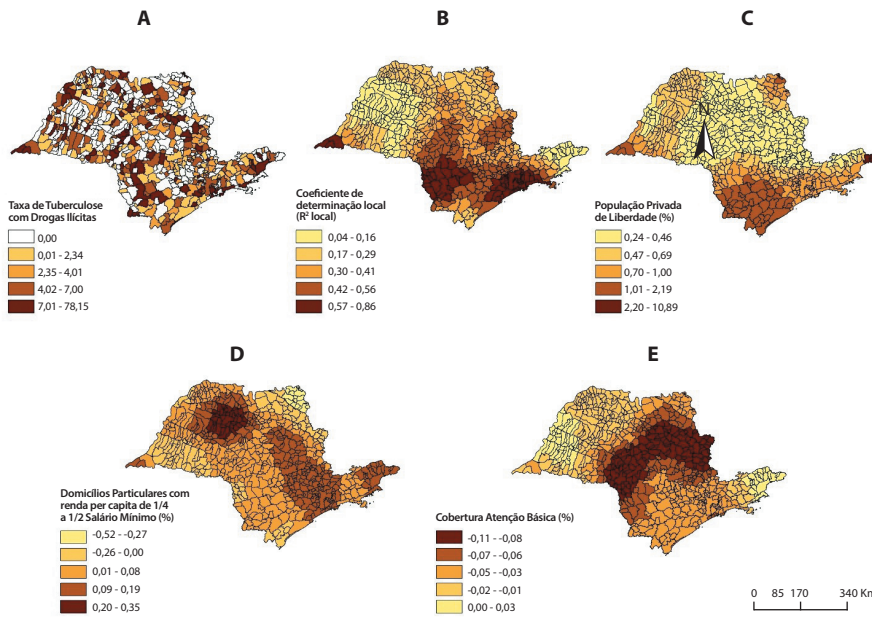 A
B
C
N
Taxa de Tuberculose
com Drogas Ilícitas
0,00
0,01 - 2,34
2,35 - 4,01
4,02 - 7,00
7,01 - 78,15
Coeficiente de
determinação local
(R² local)
0,04 - 0,16
0,17 - 0,29
0,30 - 0,41
0,42 - 0,56
0,57 - 0,86
População Privada
de Liberdade (%)
0,24 - 0,46
0,47 - 0,69
0,70 - 1,00
1,01 - 2,19
2,20 - 10,89
D
E
Domicílios Particulares com
renda per capita de 1/4
a 1/2 Salário Mínimo (%)
-0,52 - -0,27
-0,26 - 0,00
0,01 - 0,08
0,09 - 0,19
0,20 - 0,35
Cobertura Atenção Básica (%)
-0,11 - -0,08
-0,07 - -0,06
-0,05 - -0,03
-0,02 - -0,01
0,00 - 0,03
0 85 170 340 Km